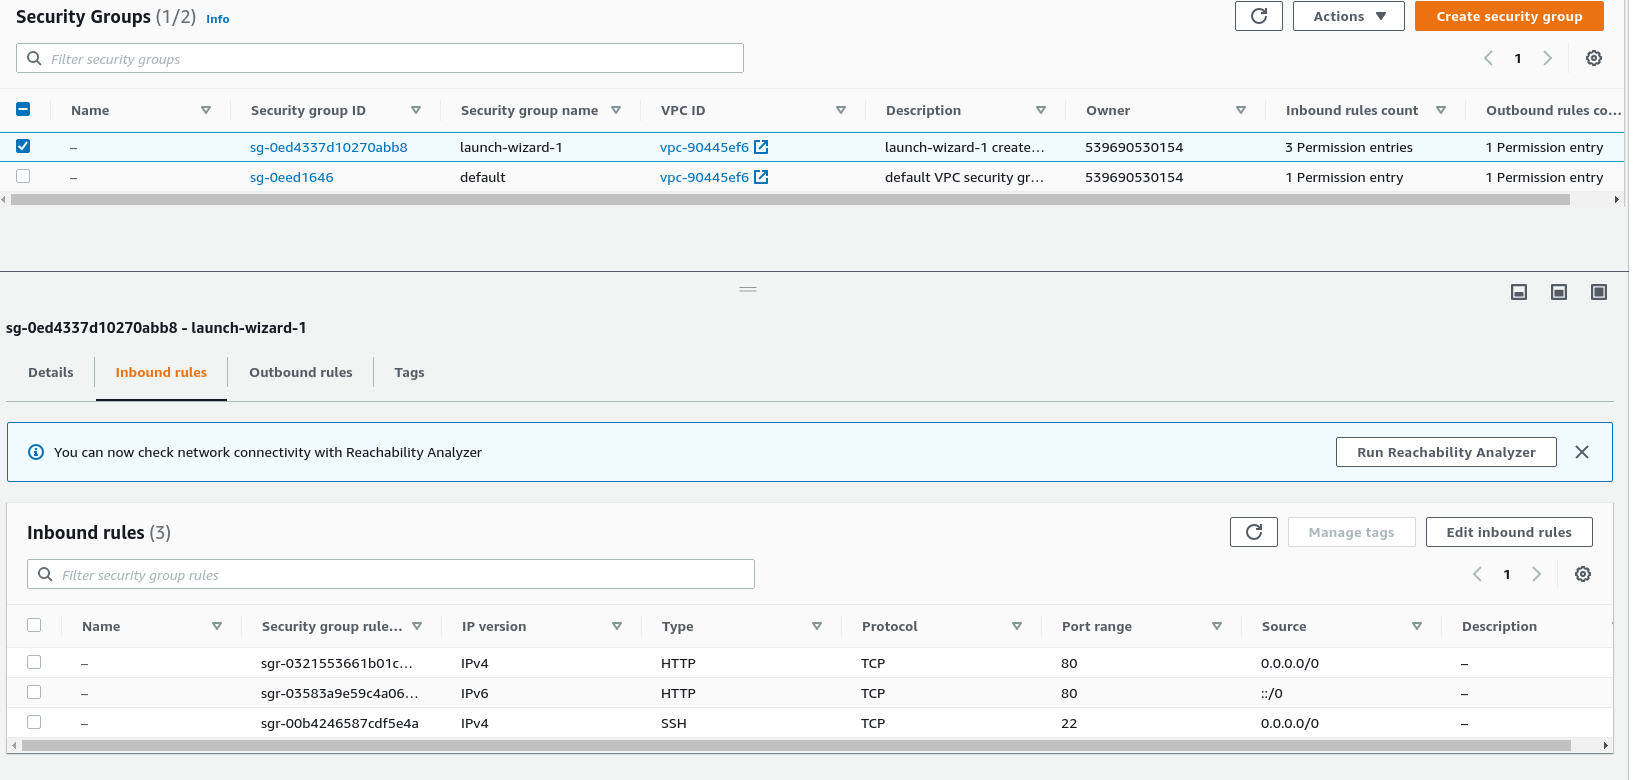 Security Groups (1/2) Info
Actions
Create security group
Filter security groups
1
Name Security group ID Security group name VPC ID Description Owner Inbound rules count Outbound rules co...
– sg-0ed4337d10270abb8 launch-wizard-1 vpc-90445ef6 launch-wizard-1 create... 539690530154 3 Permission entries 1 Permission entry
– sg-0eed1646 default vpc-90445ef6 default VPC security gr... 539690530154 1 Permission entry 1 Permission entry
sg-0ed4337d10270abb8 - launch-wizard-1
Details Inbound rules Outbound rules Tags
You can now check network connectivity with Reachability Analyzer
Run Reachability Analyzer
Inbound rules (3)
Manage tags
Edit inbound rules
Filter security group rules
1
Name Security group rule... IP version Type Protocol Port range Source Description
– sgr-0321553661b01c... IPv4 HTTP TCP 80 0.0.0.0/0 –
– sgr-03583a9e59c4a06... IPv6 HTTP TCP 80 ::/0 –
– sgr-00b4246587cdf5e4a IPv4 SSH TCP 22 0.0.0.0/0 –